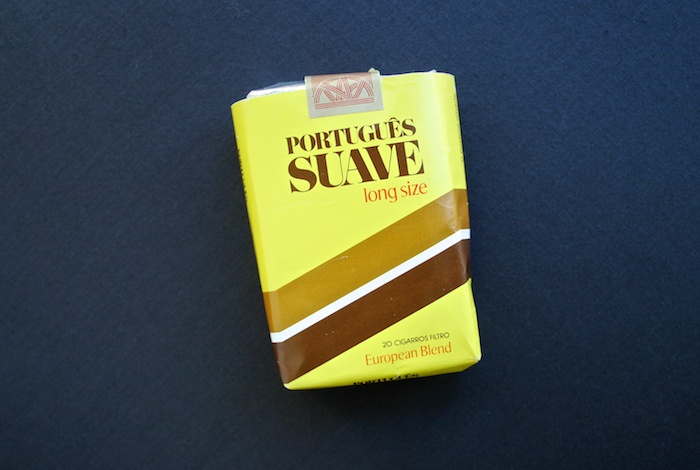 PORTUGUÊS
SUAVE
long size
20 CIGARROS FILTRO
European Blend